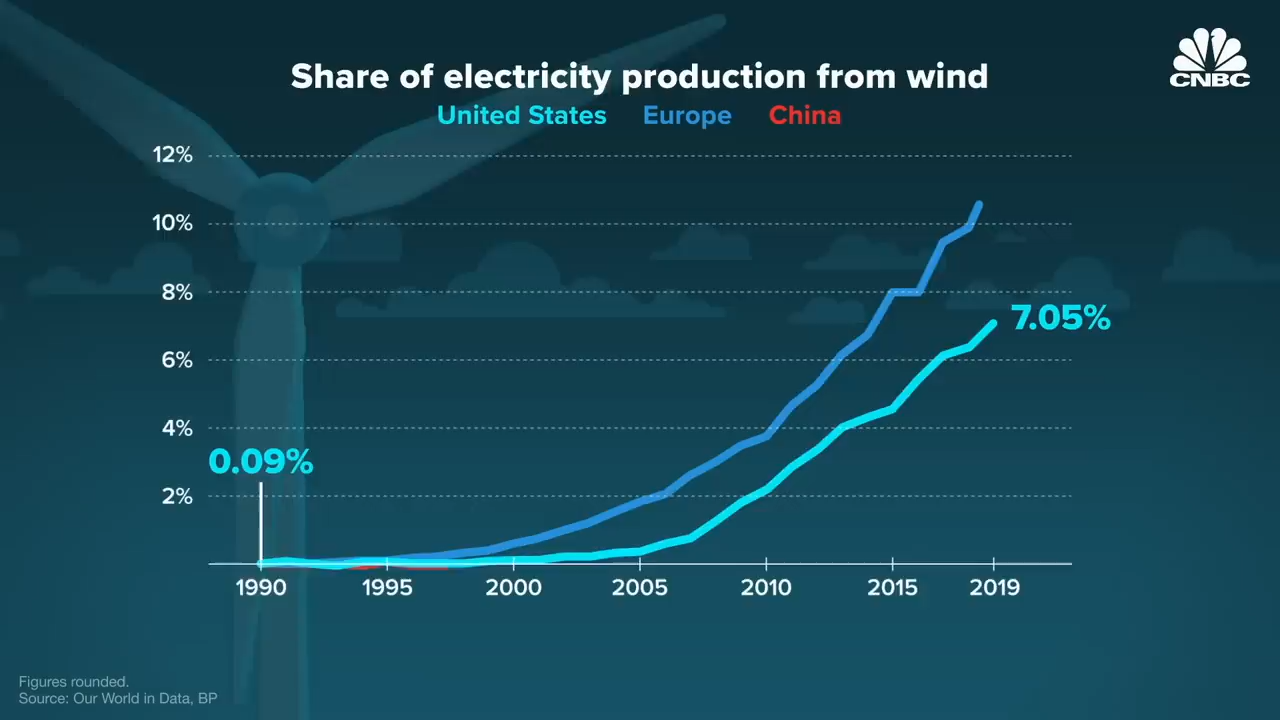 CNBC
Share of electricity production from wind
United States Europe China
12%
10%
8%
6%
4%
2%
0.09%
7.05%
1990 1995 2000 2005 2010 2015 2019
Figures rounded.
Source: Our World in Data, BP